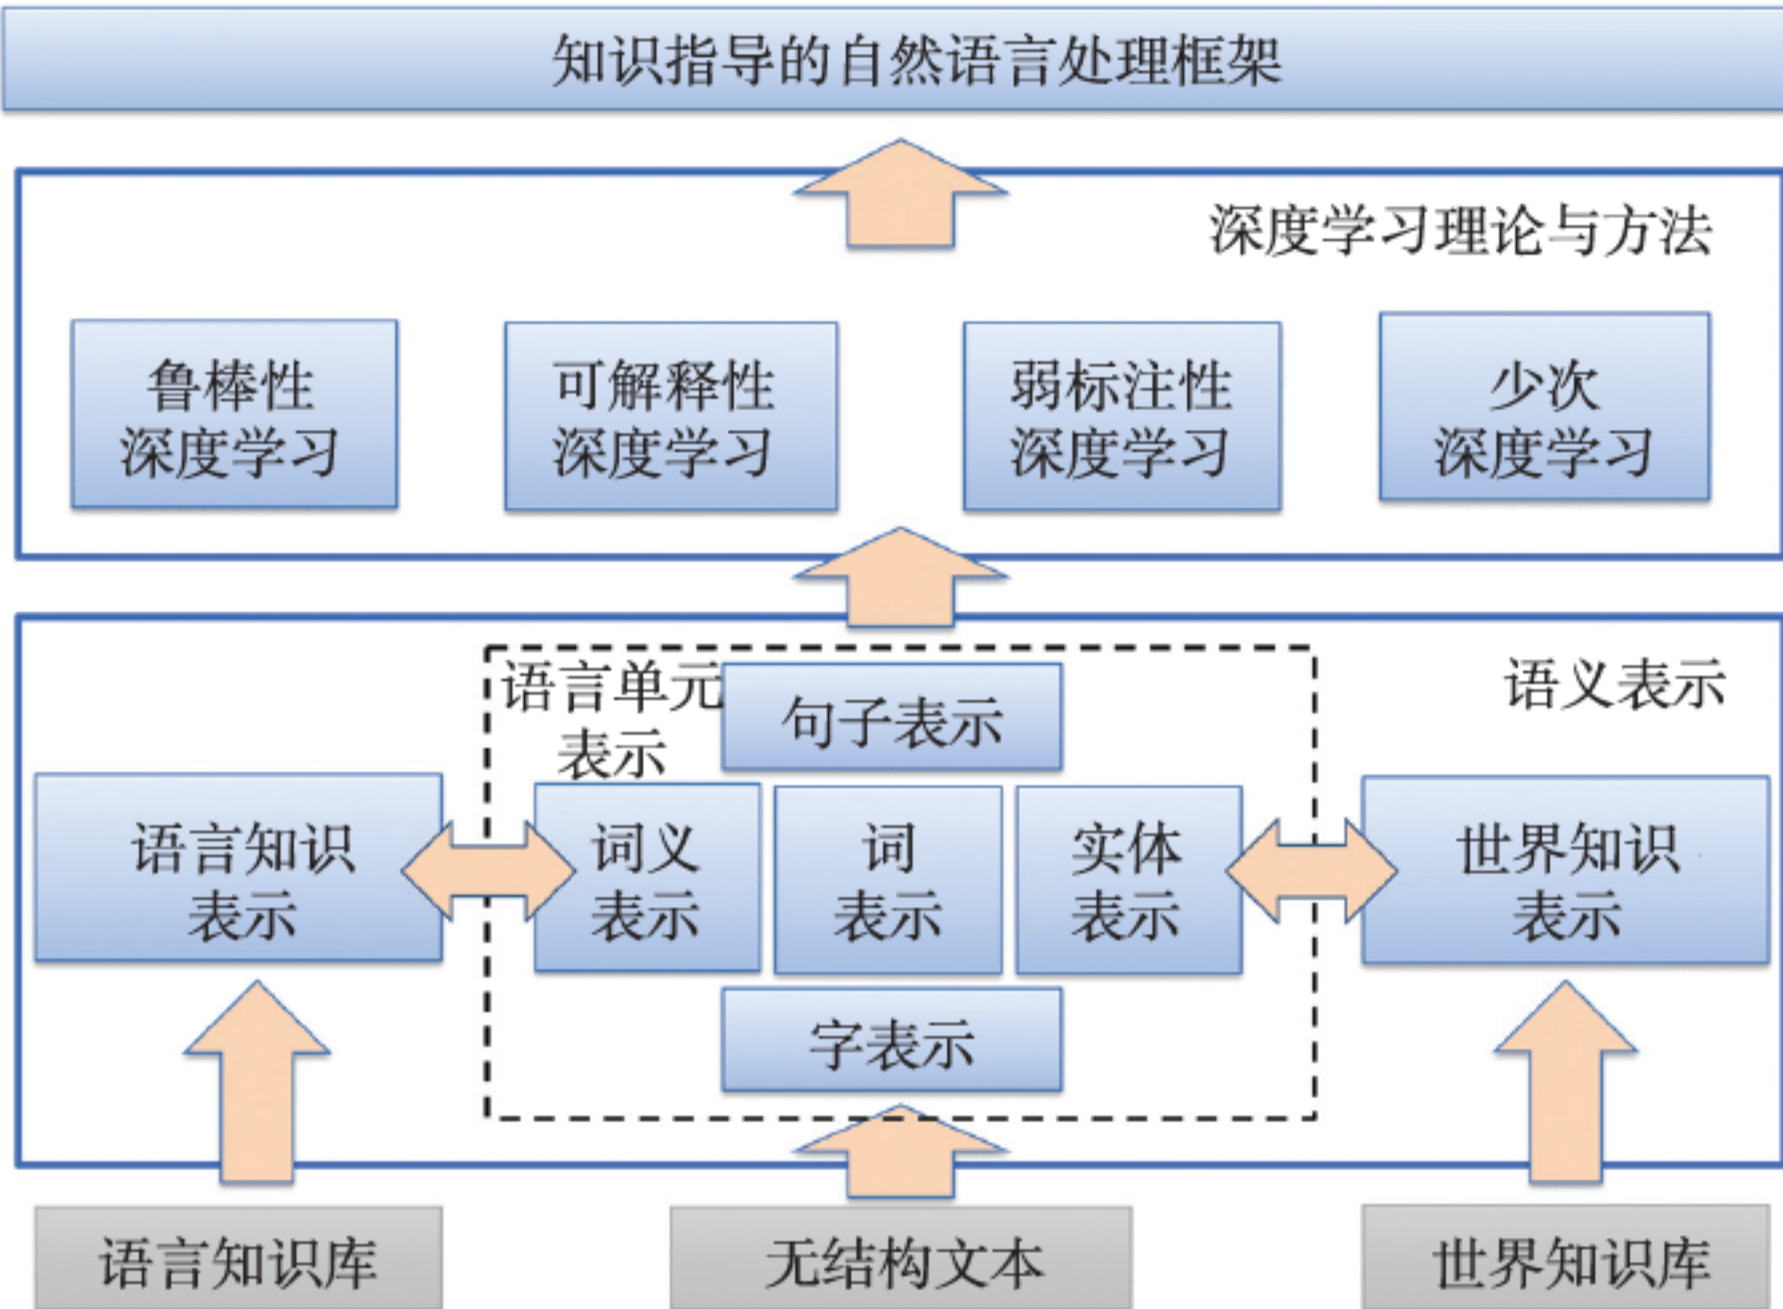 知识指导的自然语言处理框架
深度学习理论与方法
鲁棒性
深度学习
可解释性
深度学习
弱标注性
深度学习
少次
深度学习
语义表示
语言单元
表示
句子表示
语言知识
表示
词义
表示
词
表示
实体
表示
世界知识
表示
字表示
语言知识库
无结构文本
世界知识库